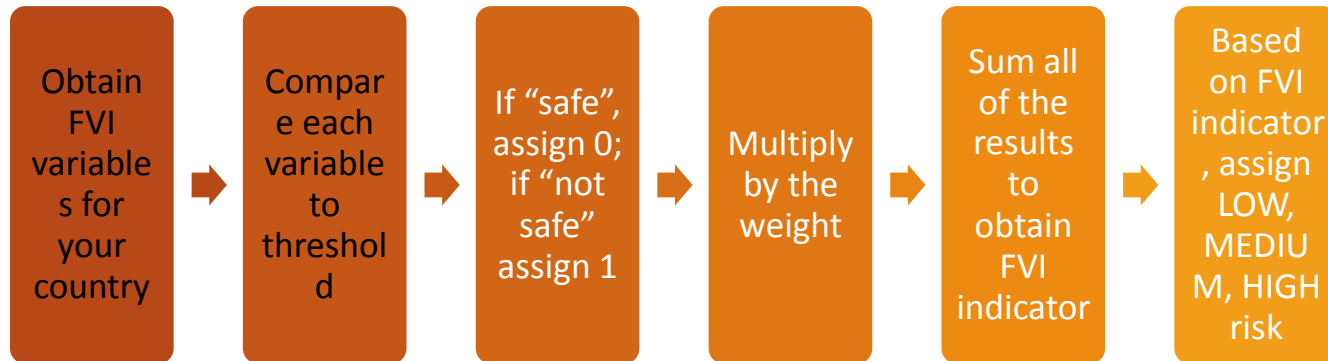 Obtain
FVI
variable
s for
your
country
Compar
e each
variable
to
threshol
d
If “safe”,
assign 0;
if “not
safe”
assign 1
Multiply
by the
weight
Sum all
of the
results
to
obtain
FVI
indicator
Based
on FVI
indicator
, assign
LOW,
MEDIU
M, HIGH
risk